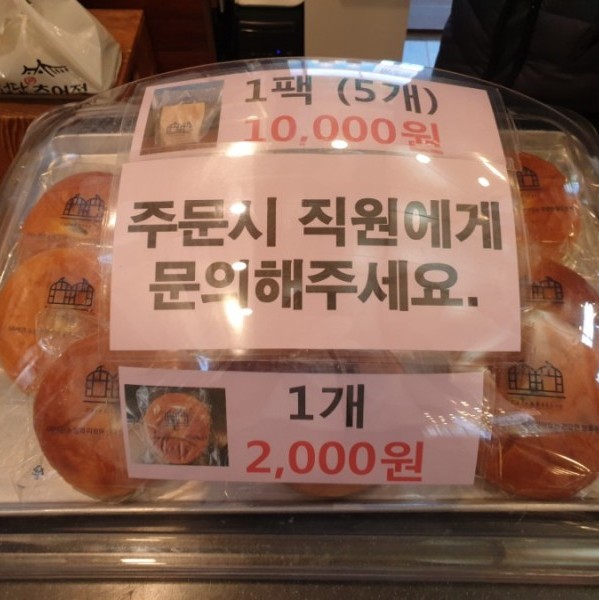 1팩 (5개)
10,000원
주문시 직원에게
문의해주세요.
1개
2,000원